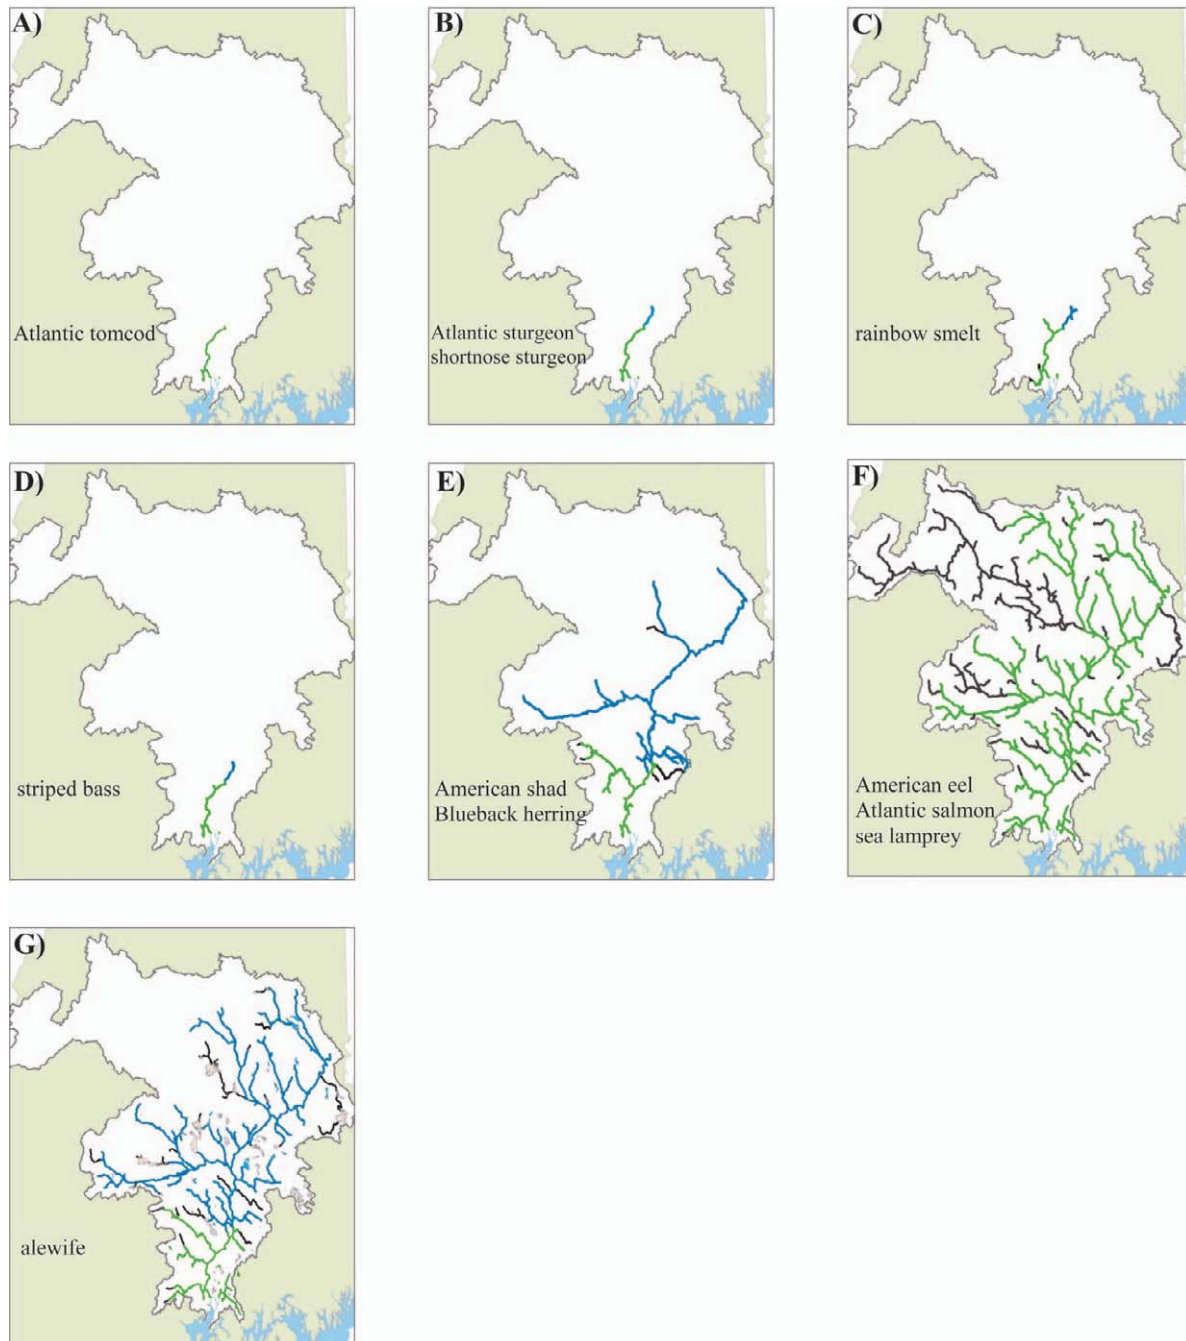 A)
Atlantic tomcod
B)
Atlantic sturgeon
shortnose sturgeon
C)
rainbow smelt
D)
striped bass
E)
American shad
Blueback herring
F)
American eel
Atlantic salmon
sea lamprey
G)
alewife